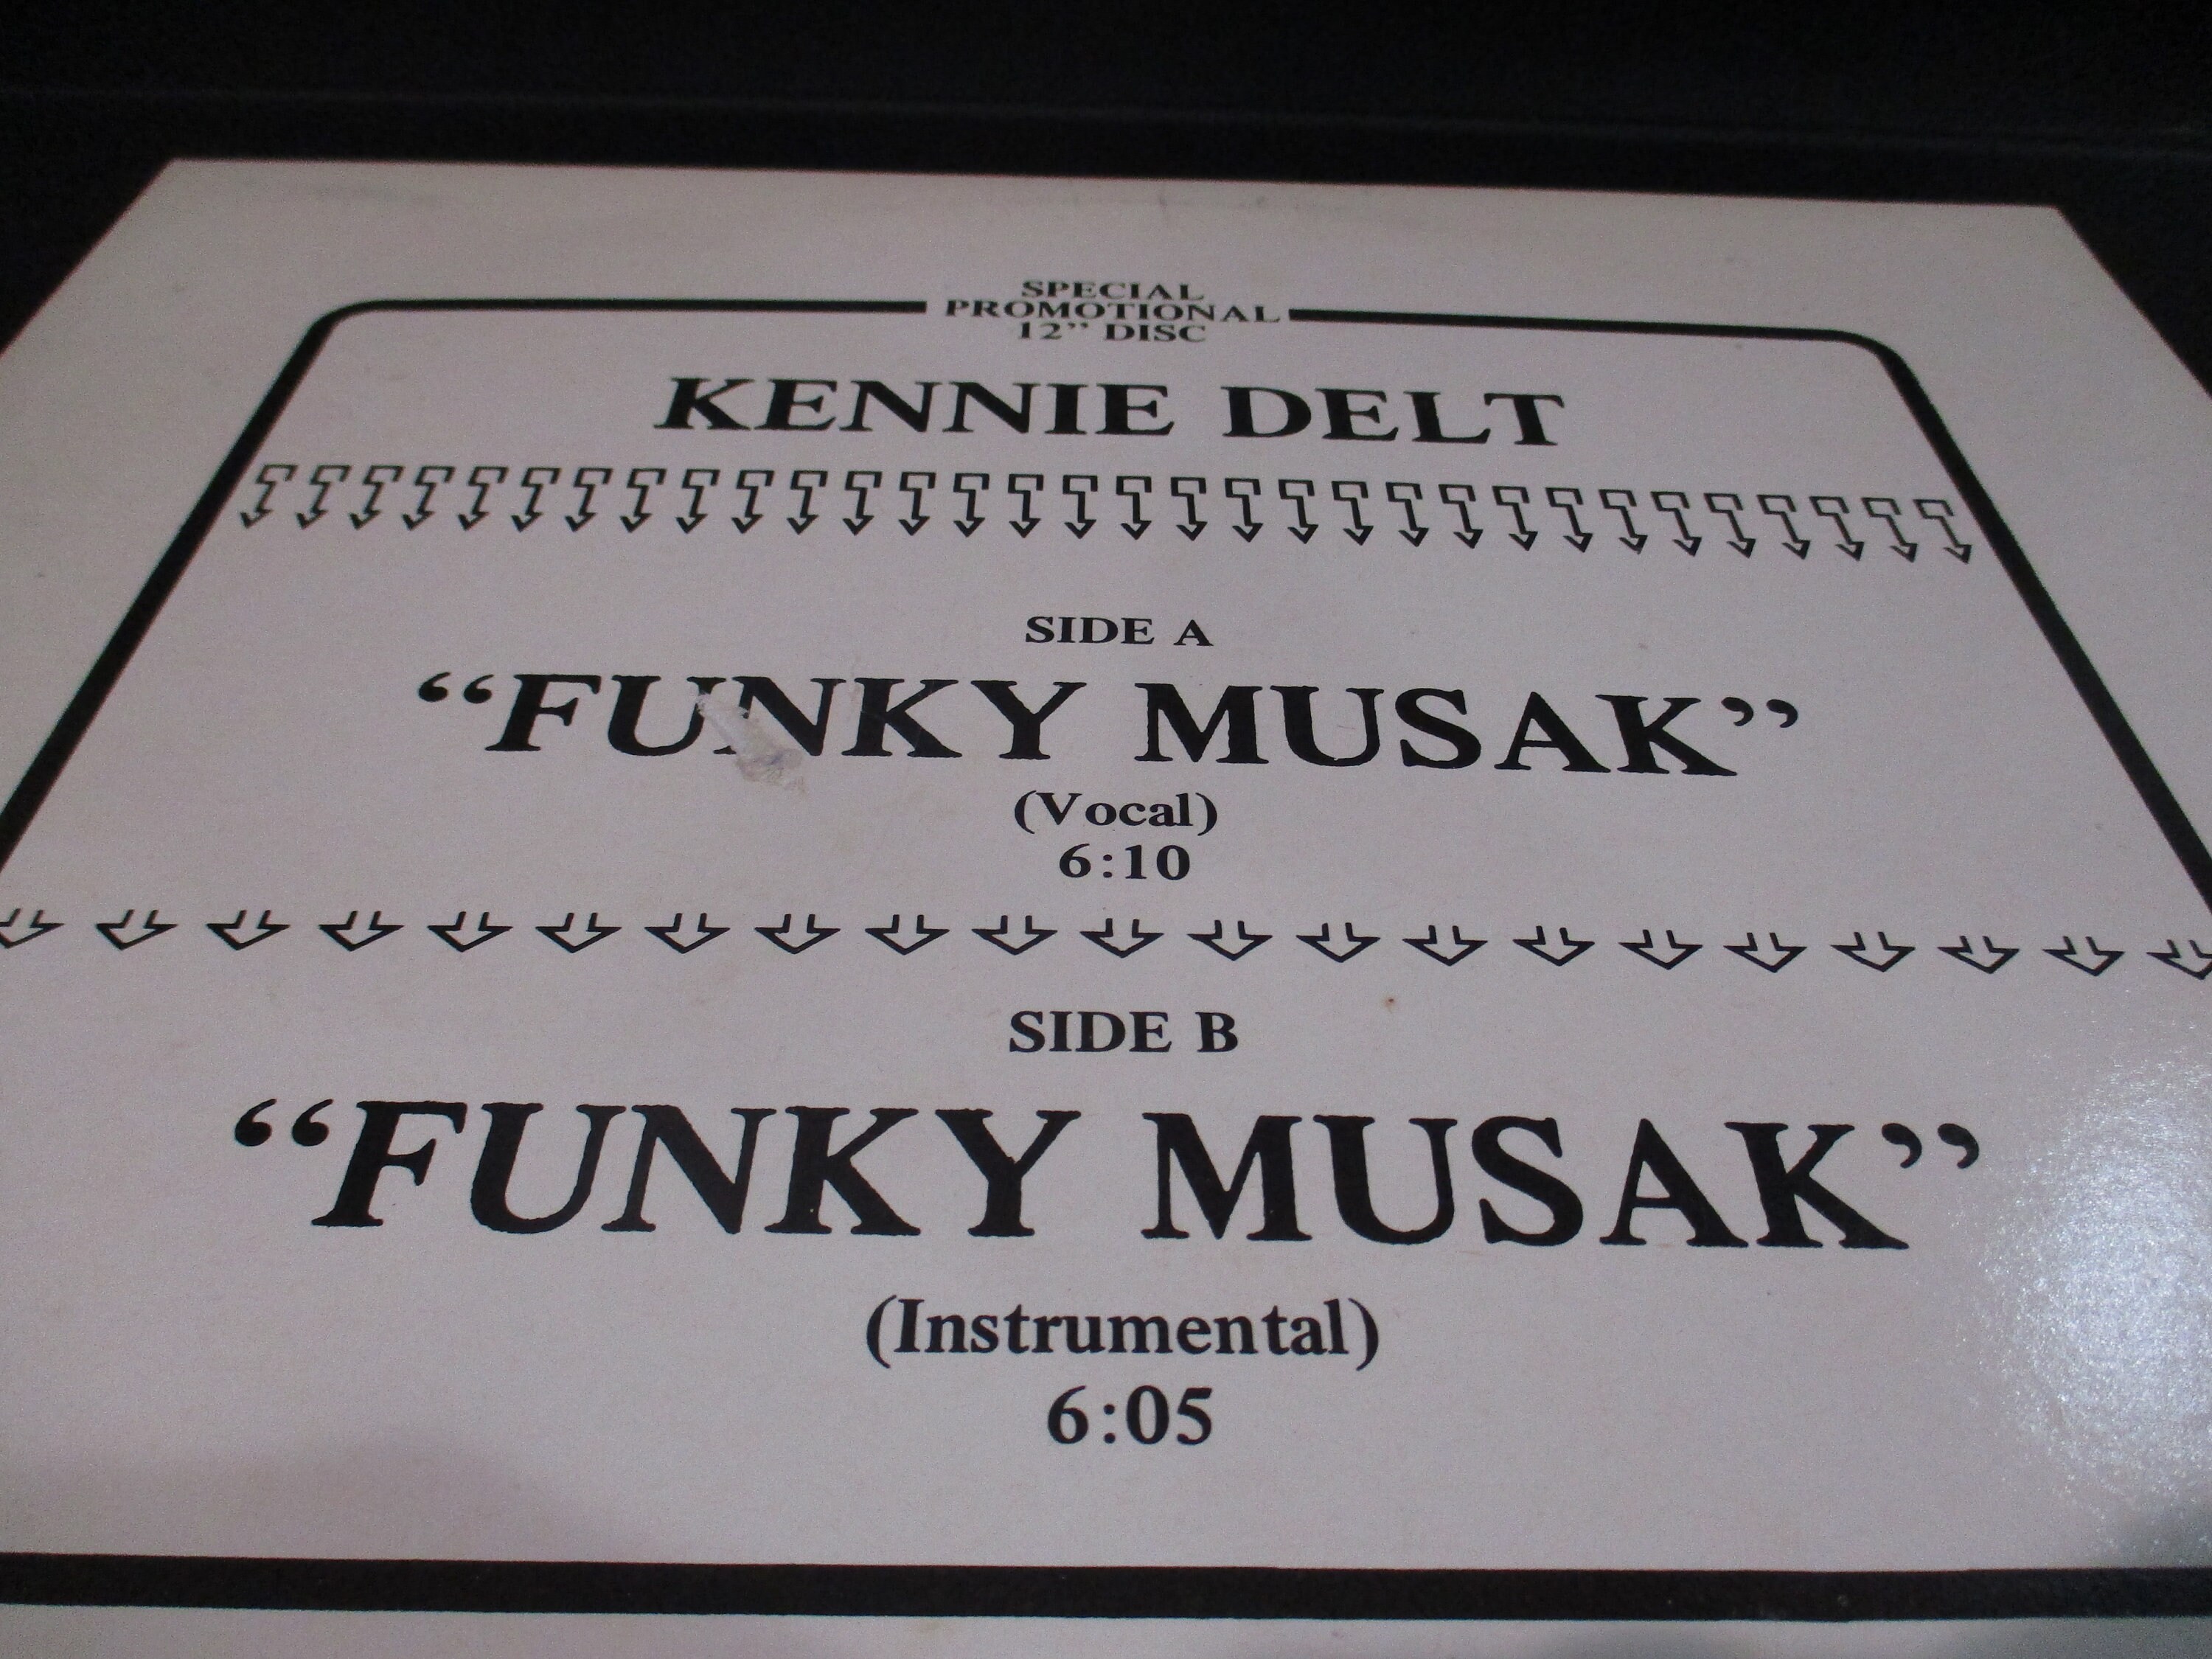 SPECIAL
PROMOTIONAL
12” DISC
KENNIE DELT
SIDE A
“FUNKY MUSAK”
(Vocal)
6:10
SIDE B
“FUNKY MUSAK”
(Instrumental)
6:05